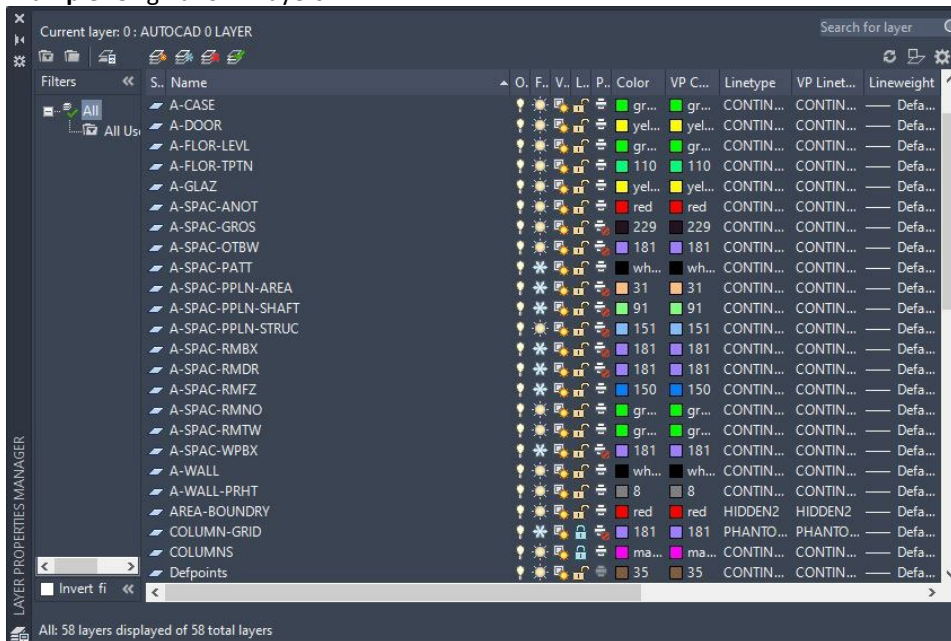 Current layer: 0 : AUTOCAD 0 LAYER
Search for layer
Filters « S.. Name O. F.. V.. L.. P.. Color VP C... Linetype VP Linet... Lineweight
All
All Us
A-CASE gr... gr... CONTIN... CONTIN... Defa...
A-DOOR yel... yel... CONTIN... CONTIN... Defa...
A-FLOR-LEVL gr... gr... CONTIN... CONTIN... Defa...
A-FLOR-TPTN 110 110 CONTIN... CONTIN... Defa...
A-GLAZ yel... yel... CONTIN... CONTIN... Defa...
A-SPAC-ANOT red red CONTIN... CONTIN... Defa...
A-SPAC-GROS 229 229 CONTIN... CONTIN... Defa...
A-SPAC-OTBW 181 181 CONTIN... CONTIN... Defa...
A-SPAC-PATT wh... wh... CONTIN... CONTIN... Defa...
A-SPAC-PPLN-AREA 31 31 CONTIN... CONTIN... Defa...
A-SPAC-PPLN-SHAFT 91 91 CONTIN... CONTIN... Defa...
A-SPAC-PPLN-STRUC 151 151 CONTIN... CONTIN... Defa...
A-SPAC-RMBX 181 181 CONTIN... CONTIN... Defa...
A-SPAC-RMDR 181 181 CONTIN... CONTIN... Defa...
A-SPAC-RMFZ 150 150 CONTIN... CONTIN... Defa...
A-SPAC-RMNO gr... gr... CONTIN... CONTIN... Defa...
A-SPAC-RMTW gr... gr... CONTIN... CONTIN... Defa...
A-SPAC-WPBX 181 181 CONTIN... CONTIN... Defa...
A-WALL wh... wh... CONTIN... CONTIN... Defa...
A-WALL-PRHT 8 8 CONTIN... CONTIN... Defa...
AREA-BOUNDRY red red HIDDEN2 HIDDEN2 Defa...
COLUMN-GRID 181 181 PHANTO... PHANTO... Defa...
COLUMNS ma... ma... CONTIN... CONTIN... Defa...
Defpoints 35 35 CONTIN... CONTIN... Defa...
Invert fi «
All: 58 layers displayed of 58 total layers
LAYER PROPERTIES MANAGER